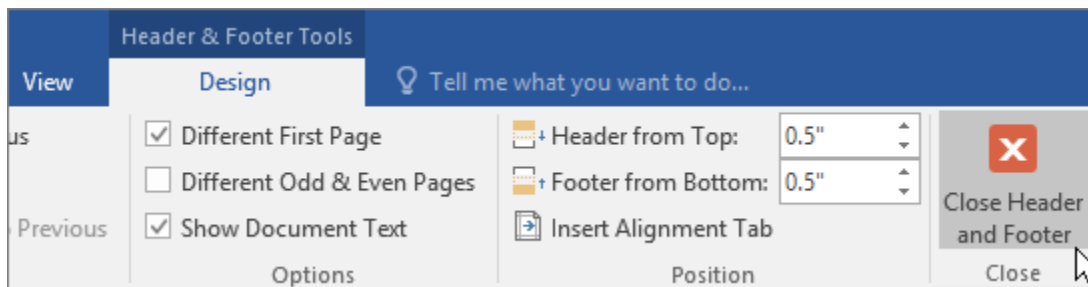 Header & Footer Tools
View Design Tell me what you want to do...
us Different First Page Header from Top: 0.5"
Different Odd & Even Pages Footer from Bottom: 0.5"
Previous Show Document Text Insert Alignment Tab
Close Header
and Footer
Options Position Close